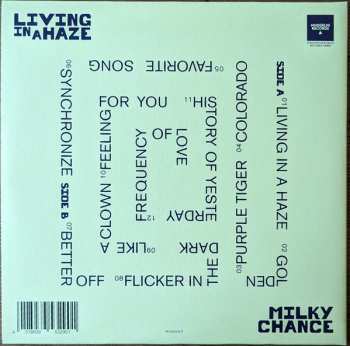 LIVING
IN A HAZE
SIDE A 01 LIVING IN A HAZE 02 GOLDEN
03 PURPLE TIGER 04 COLORADO
05 FAVORITE SONG
06 SYNCHRONIZE SIDE B 07 BETTER
OFF 08 FLICKER IN THE DARK
09 LIKE A CLOWN 10 FEELING
FOR YOU 11 HISTORY OF YESTERDAY
12 FREQUENCY OF LOVE
MILKY
CHANCE